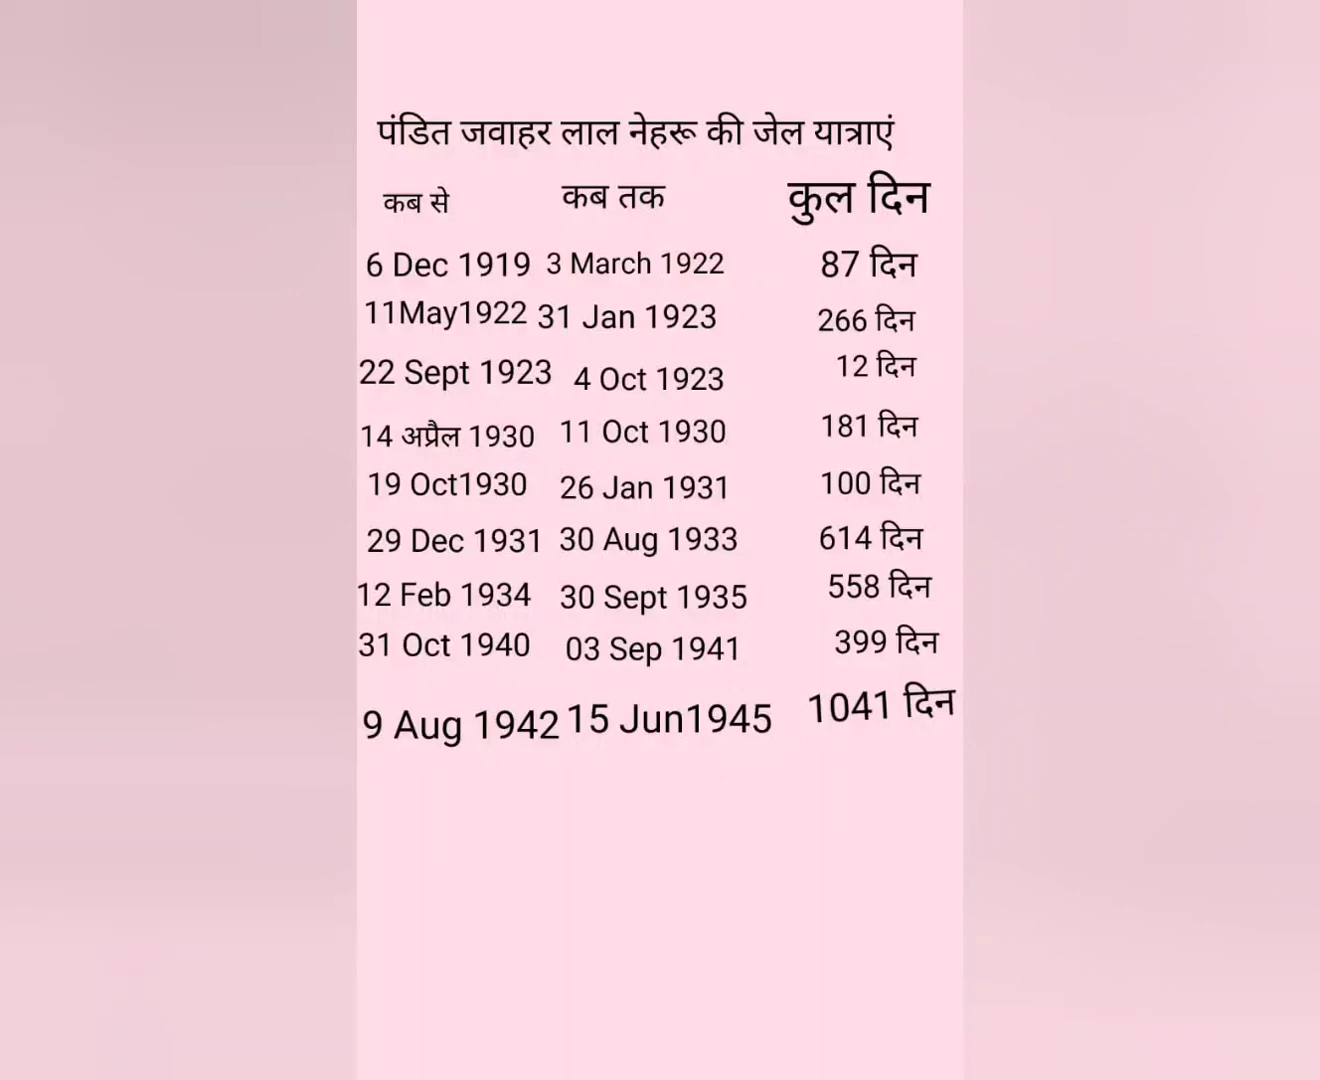 पंडित जवाहर लाल नेहरू की जेल यात्राएं
कब से कब तक कुल दिन
6 Dec 1919 3 March 1922 87 दिन
11May1922 31 Jan 1923 266 दिन
22 Sept 1923 4 Oct 1923 12 दिन
14 अप्रैल 1930 11 Oct 1930 181 दिन
19 Oct1930 26 Jan 1931 100 दिन
29 Dec 1931 30 Aug 1933 614 दिन
12 Feb 1934 30 Sept 1935 558 दिन
31 Oct 1940 03 Sep 1941 399 दिन
9 Aug 1942 15 Jun1945 1041 दिन